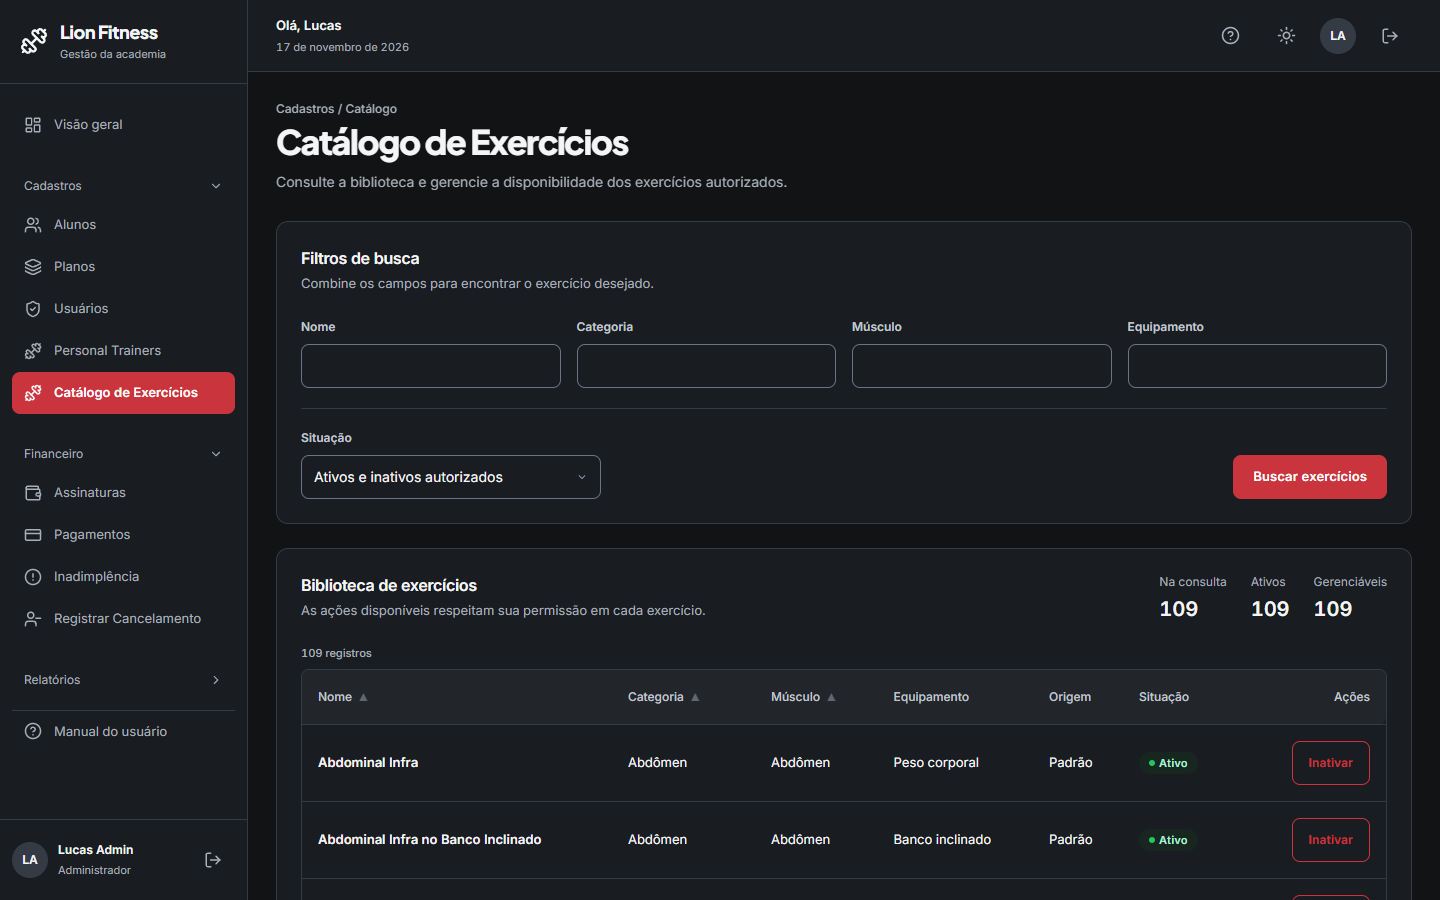 Lion Fitness
Gestão da academia
Visão geral
Cadastros
Alunos
Planos
Usuários
Personal Trainers
Catálogo de Exercícios
Financeiro
Assinaturas
Pagamentos
Inadimplência
Registrar Cancelamento
Relatórios
Manual do usuário
LA
Lucas Admin
Administrador
Olá, Lucas
17 de novembro de 2026
LA
Cadastros / Catálogo
Catálogo de Exercícios
Consulte a biblioteca e gerencie a disponibilidade dos exercícios autorizados.
Filtros de busca
Combine os campos para encontrar o exercício desejado.
Nome Categoria Músculo Equipamento
Situação
Ativos e inativos autorizados
Buscar exercícios
Biblioteca de exercícios
As ações disponíveis respeitam sua permissão em cada exercício.
Na consulta Ativos Gerenciáveis
109 109 109
109 registros
Nome ▲ Categoria ▲ Músculo ▲ Equipamento Origem Situação Ações
Abdominal Infra Abdômen Abdômen Peso corporal Padrão Ativo Inativar
Abdominal Infra no Banco Inclinado Abdômen Abdômen Banco inclinado Padrão Ativo Inativar